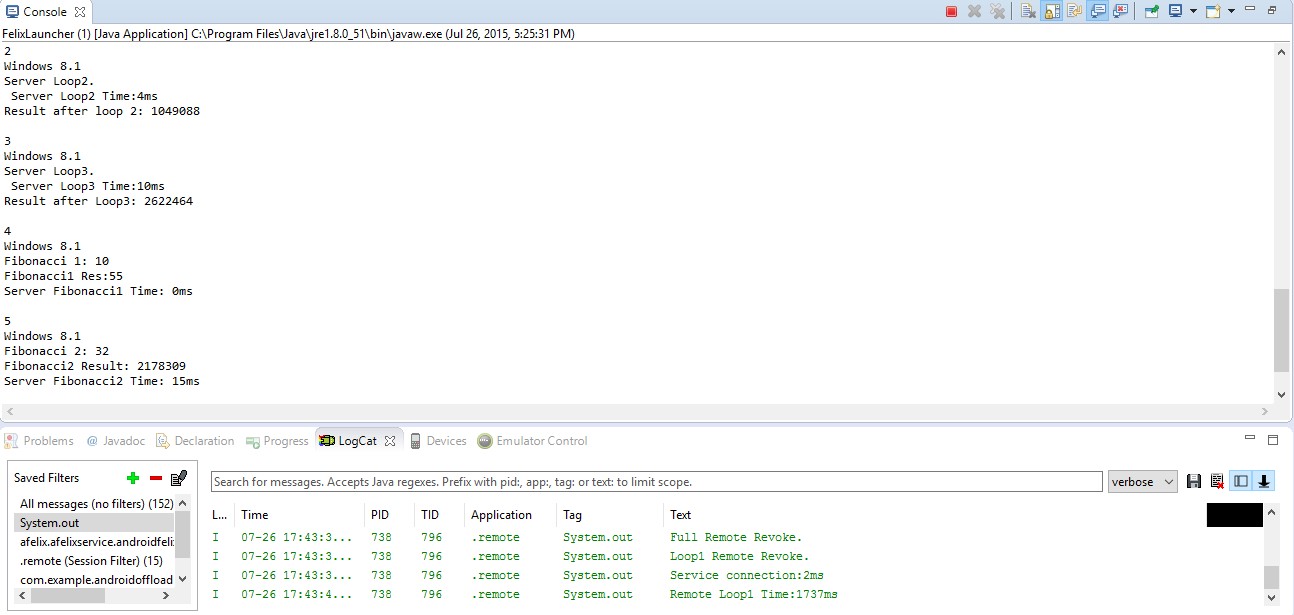 Console
FelixLauncher (1) [Java Application] C:\Program Files\Java\jre1.8.0_51\bin\javaw.exe (Jul 26, 2015, 5:25:31 PM)
2
Windows 8.1
Server Loop2.
Server Loop2 Time:4ms
Result after loop 2: 1049088
3
Windows 8.1
Server Loop3.
Server Loop3 Time:10ms
Result after Loop3: 2622464
4
Windows 8.1
Fibonacci 1: 10
Fibonacci1 Res:55
Server Fibonacci1 Time: 0ms
5
Windows 8.1
Fibonacci 2: 32
Fibonacci2 Result: 2178309
Server Fibonacci2 Time: 15ms
Problems @ Javadoc Declaration Progress LogCat Devices Emulator Control
Saved Filters
All messages (no filters) (152)
System.out
afelix.afelixservice.androidfeli
.remote (Session Filter) (15)
com.example.androidoffload
Search for messages. Accepts Java regexes. Prefix with pid:, app:, tag: or text: to limit scope.
verbose
L... Time PID TID Application Tag Text
I 07-26 17:43:3... 738 796 .remote System.out Full Remote Revoke.
I 07-26 17:43:3... 738 796 .remote System.out Loop1 Remote Revoke.
I 07-26 17:43:3... 738 796 .remote System.out Service connection:2ms
I 07-26 17:43:4... 738 796 .remote System.out Remote Loop1 Time:1737ms